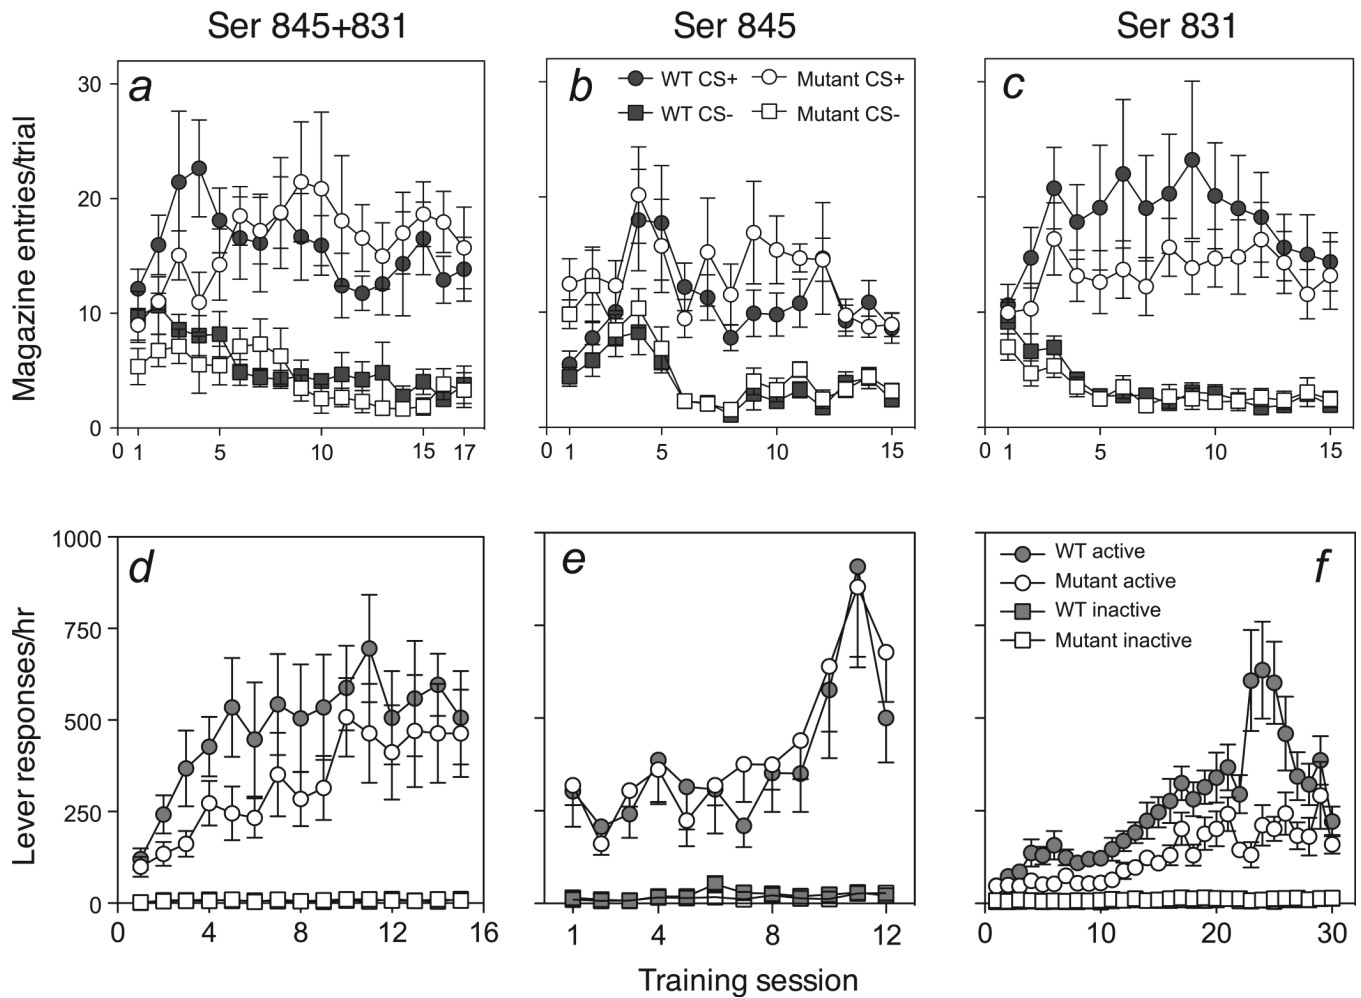 Ser 845+831 Ser 845 Ser 831
Magazine entries/trial
a
b
c
WT CS+ Mutant CS+
WT CS- Mutant CS-
30
20
10
0
0 1 5 10 15 17
0 1 5 10 15
0 1 5 10 15
Lever responses/hr
d
e
f
WT active
Mutant active
WT inactive
Mutant inactive
1000
750
500
250
0
0 4 8 12 16
1 4 8 12
0 10 20 30
Training session